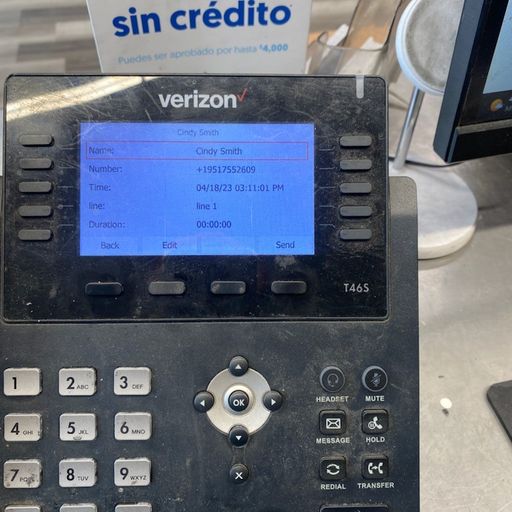 sin crédito
Puedes ser aprobado por hasta $4,000
verizon
Cindy Smith
Name: Cindy Smith
Number: +19517552609
Time: 04/18/23 03:11:01 PM
line: line 1
Duration: 00:00:00
Back Edit Send
T46S
1 2 ABC 3 DEF
OK
HEADSET MUTE
4 GHI 5 JKL 6 MNO
MESSAGE HOLD
7 PQRS 8 TUV 9 WXYZ
X
REDIAL TRANSFER